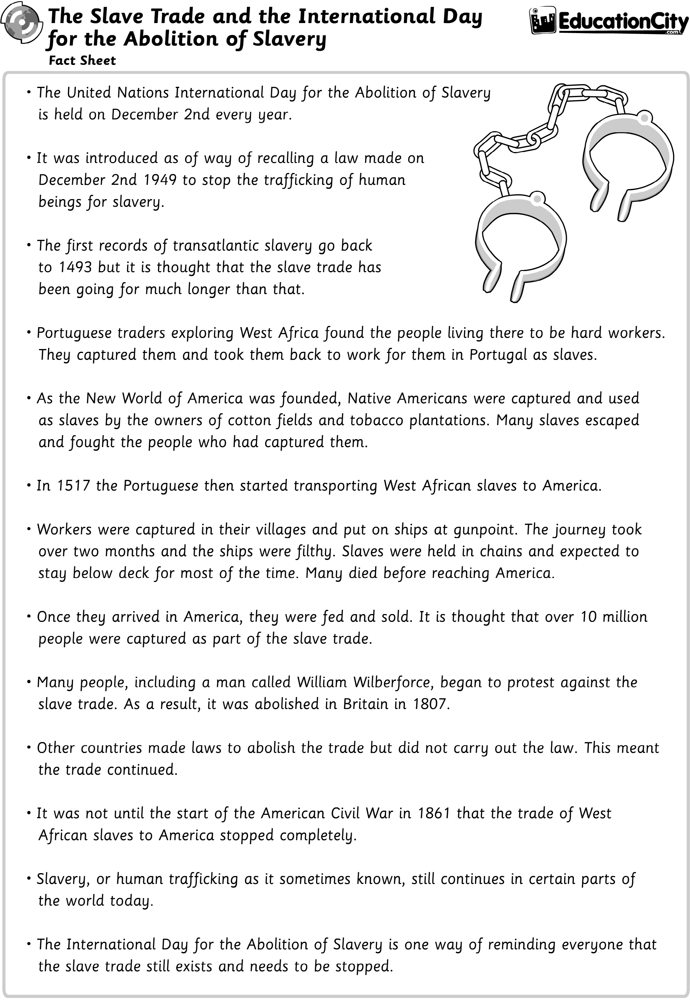 The Slave Trade and the International Day
for the Abolition of Slavery
Fact Sheet
EducationCity
.com
• The United Nations International Day for the Abolition of Slavery
is held on December 2nd every year.
• It was introduced as of way of recalling a law made on
December 2nd 1949 to stop the trafficking of human
beings for slavery.
• The first records of transatlantic slavery go back
to 1493 but it is thought that the slave trade has
been going for much longer than that.
• Portuguese traders exploring West Africa found the people living there to be hard workers.
They captured them and took them back to work for them in Portugal as slaves.
• As the New World of America was founded, Native Americans were captured and used
as slaves by the owners of cotton fields and tobacco plantations. Many slaves escaped
and fought the people who had captured them.
• In 1517 the Portuguese then started transporting West African slaves to America.
• Workers were captured in their villages and put on ships at gunpoint. The journey took
over two months and the ships were filthy. Slaves were held in chains and expected to
stay below deck for most of the time. Many died before reaching America.
• Once they arrived in America, they were fed and sold. It is thought that over 10 million
people were captured as part of the slave trade.
• Many people, including a man called William Wilberforce, began to protest against the
slave trade. As a result, it was abolished in Britain in 1807.
• Other countries made laws to abolish the trade but did not carry out the law. This meant
the trade continued.
• It was not until the start of the American Civil War in 1861 that the trade of West
African slaves to America stopped completely.
• Slavery, or human trafficking as it sometimes known, still continues in certain parts of
the world today.
• The International Day for the Abolition of Slavery is one way of reminding everyone that
the slave trade still exists and needs to be stopped.